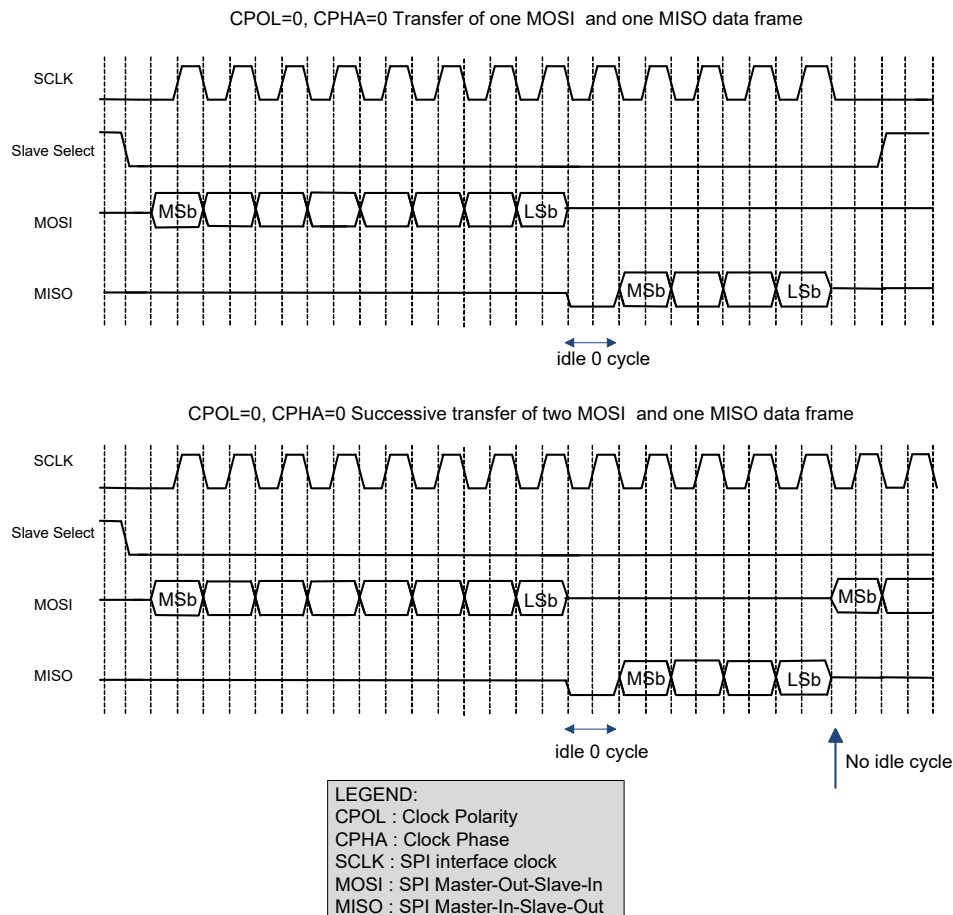 CPOL=0, CPHA=0 Transfer of one MOSI and one MISO data frame
SCLK
Slave Select
MOSI
MSb
LSb
MISO
MSb
LSb
idle 0 cycle
CPOL=0, CPHA=0 Successive transfer of two MOSI and one MISO data frame
SCLK
Slave Select
MOSI
MSb
LSb
MSb
MISO
MSb
LSb
idle 0 cycle
No idle cycle
LEGEND:
CPOL : Clock Polarity
CPHA : Clock Phase
SCLK : SPI interface clock
MOSI : SPI Master-Out-Slave-In
MISO : SPI Master-In-Slave-Out